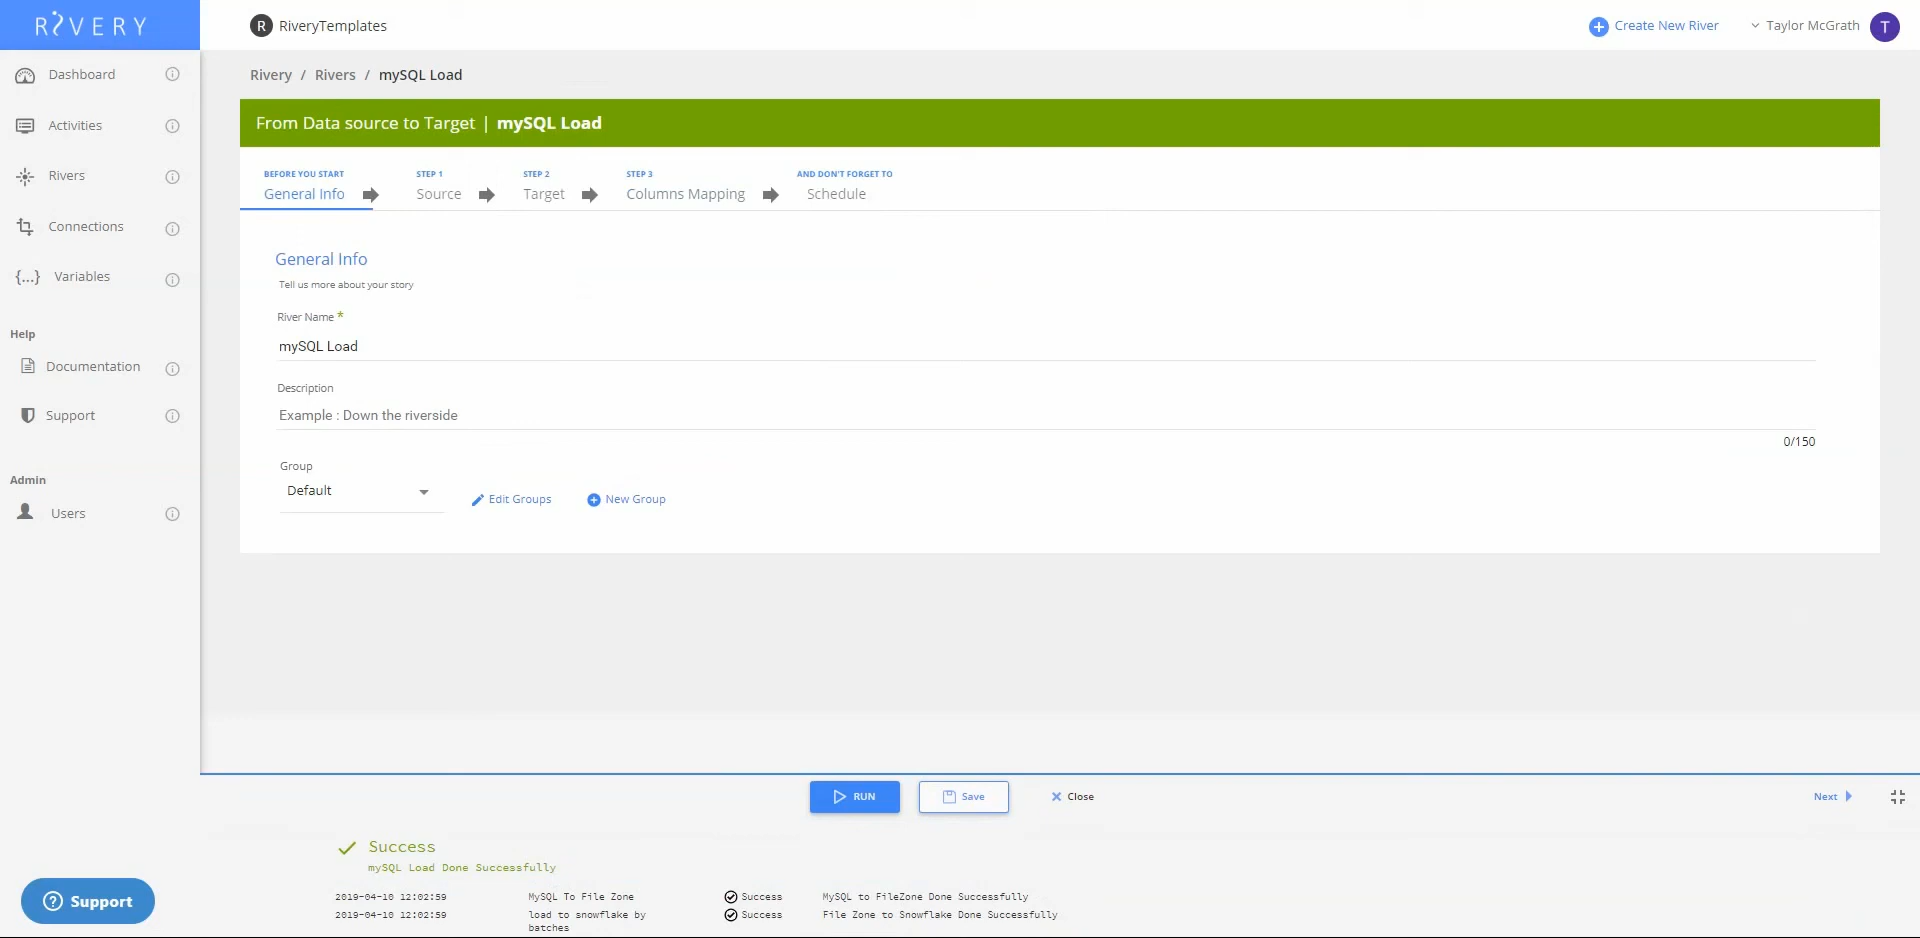 RIVERY
R RiveryTemplates
Create New River
Taylor McGrath T
Dashboard
Activities
Rivers
Connections
{...} Variables
Help
Documentation
Support
Admin
Users
? Support
Rivery / Rivers / mySQL Load
From Data source to Target | mySQL Load
BEFORE YOU START
General Info
STEP 1
Source
STEP 2
Target
STEP 3
Columns Mapping
AND DON'T FORGET TO
Schedule
General Info
Tell us more about your story
River Name *
mySQL Load
Description
Example : Down the riverside
0/150
Group
Default
Edit Groups
New Group
RUN
Save
Close
Next
Success
mySQL Load Done Successfully
2019-04-10 12:02:59 MySQL To File Zone Success MySQL to FileZone Done Successfully
2019-04-10 12:02:59 load to snowflake by Success File Zone to Snowflake Done Successfully
batches